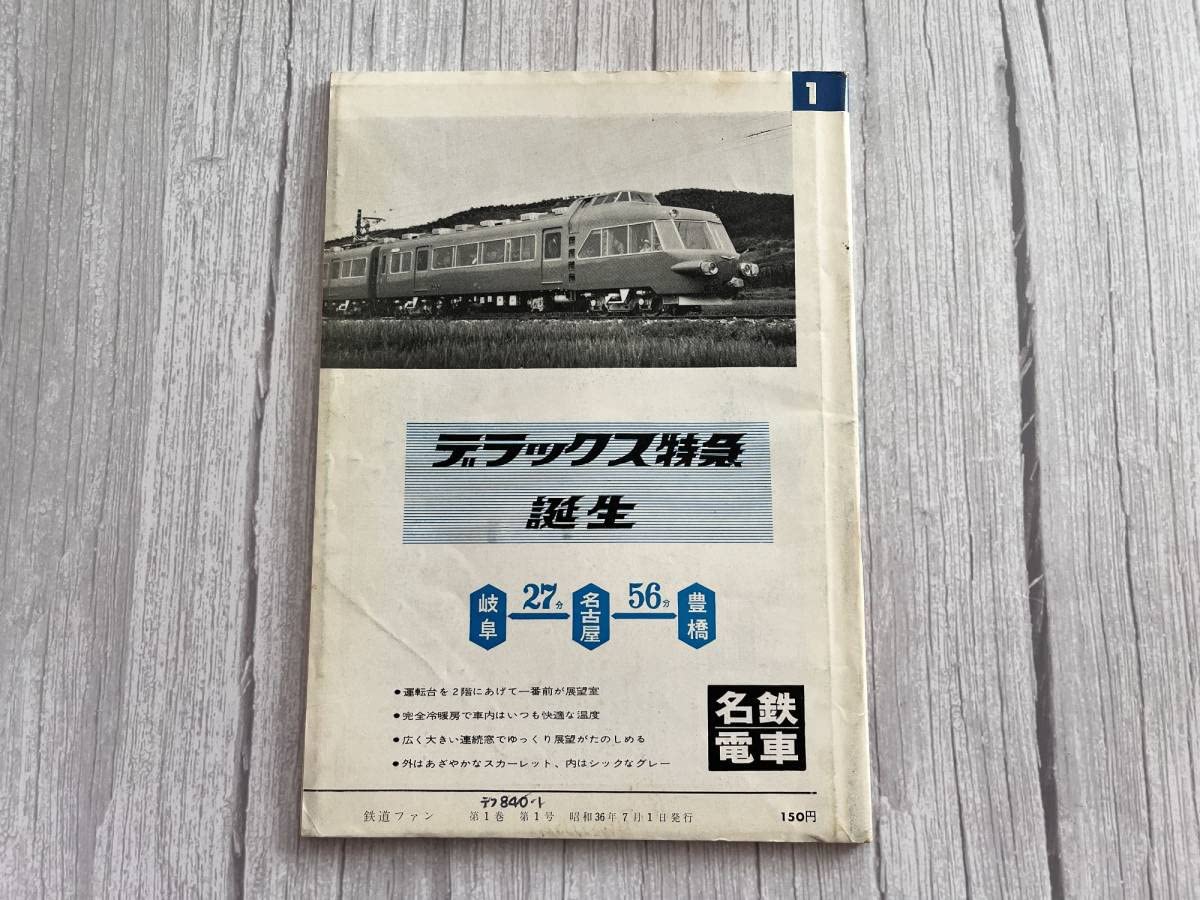 1
デラックス特急
誕生
岐阜 27分 名古屋 56分 豊橋
●運転台を2階にあげて一番前が展望室
●完全冷暖房で車内はいつも快適な温度
●広く大きい連続窓でゆっくり展望がたのしめる
●外はあざやかなスカーレット、内はシックなグレー
名鉄
電車
840-1
鉄道ファン 第1巻 第1号 昭和36年7月1日発行 150円